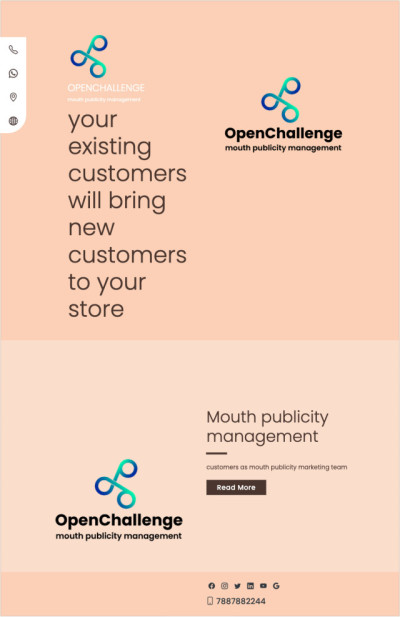 OPENCHALLENGE
mouth publicity management
your
existing
customers
will bring
new
customers
to your
store
OpenChallenge
mouth publicity management
Mouth publicity
management
customers as mouth publicity marketing team
Read More
OpenChallenge
mouth publicity management
7887882244